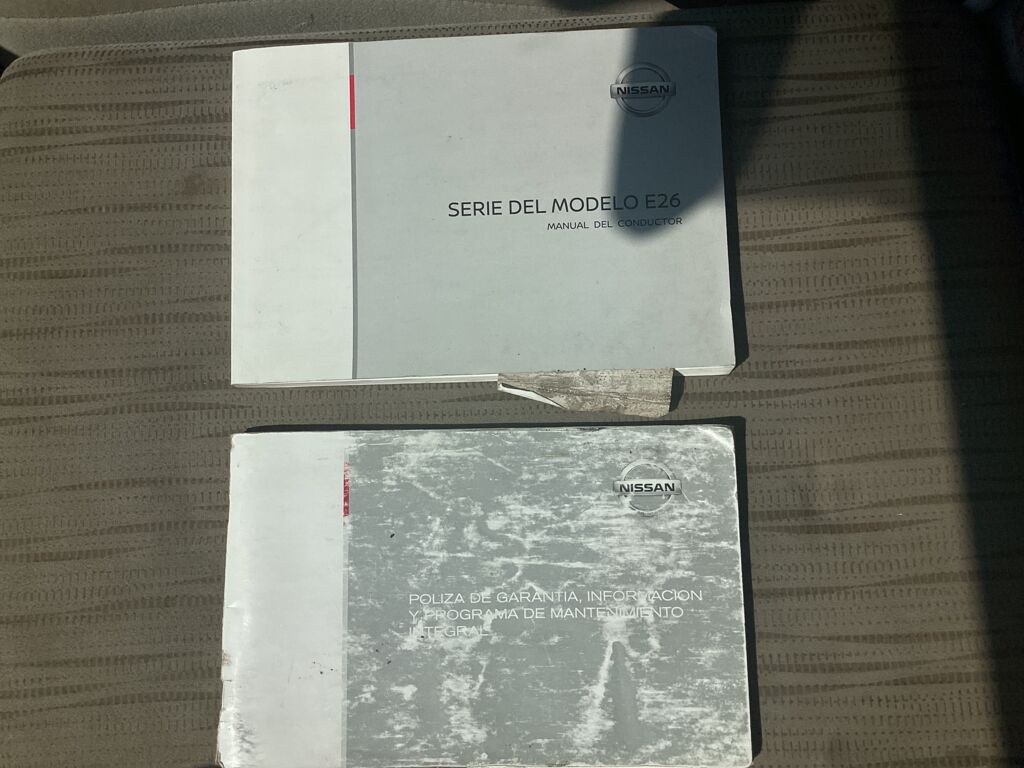 NISSAN
SERIE DEL MODELO E26
MANUAL DEL CONDUCTOR
NISSAN
POLIZA DE GARANTIA, INFORMACION
Y PROGRAMA DE MANTENIMIENTO
INTEGRAL